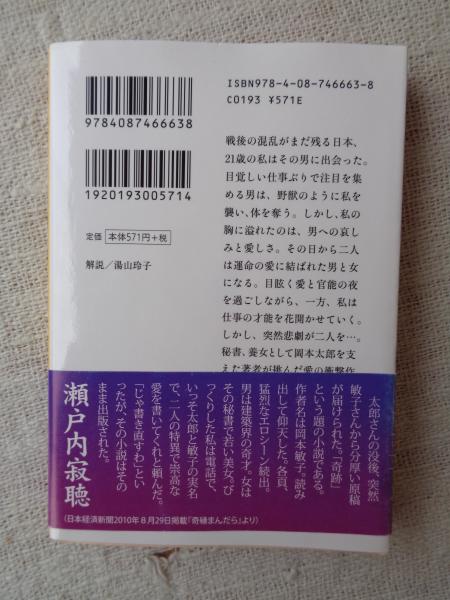 ISBN978-4-08-746663-8
C0193 ¥571E
9784087466638
1920193005714
定価 本体571円+税
解説/湯山玲子
戦後の混乱がまだ残る日本、
21歳の私はその男に出会った。
目覚しい仕事ぶりで注目を集
める男は、野獣のように私を
襲い、体を奪う。しかし、私の
胸に溢れたのは、男への哀し
みと愛しさ。その日から二人
は運命の愛に結ばれた男と女
になる。目眩く愛と官能の夜
を過ごしながら、一方、私は
仕事の才能を花開かせていく。
しかし、突然悲劇が二人を…。
秘書、養女として岡本太郎を支
えた著者が挑んだ愛の衝撃作
太郎さんの没後、突然
敏子さんから分厚い原稿
が届けられた。「奇跡」
という題の小説である。
作者名は岡本敏子。読み
出して仰天した。各頁、
猛烈なエロシーン続出。
男は建築界の奇才。女は
その秘書で若い美女。び
っくりした私は電話で、
いっそ太郎と敏子の実名
で、二人の特異で崇高な
愛を書いてくれと頼んだ。
「じゃ書き直すわ」とい
ったが、その小説はその
まま出版された。
瀬戸内寂聴
(日本経済新聞2010年8月29日掲載『奇縁まんだら』より)